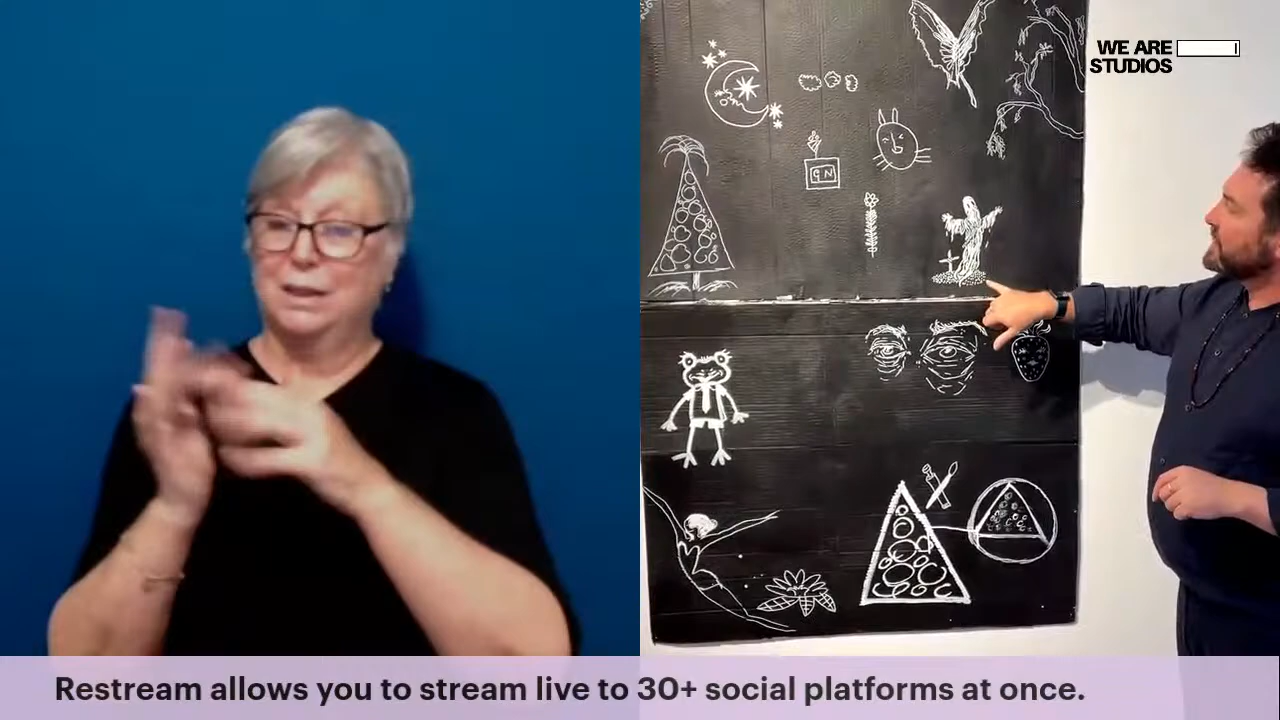 WE ARE
STUDIOS
Restream allows you to stream live to 30+ social platforms at once.